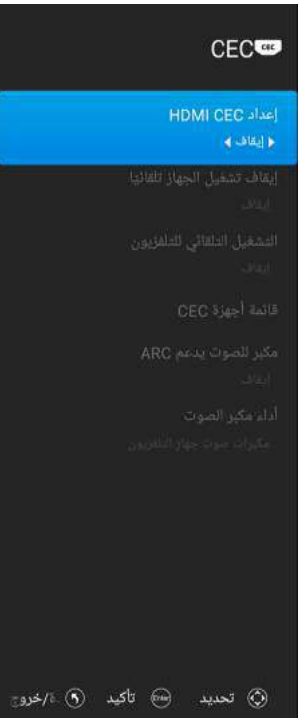 CEC CEC
إعداد HDMI CEC
إيقاف
إيقاف تشغيل الجهاز تلقائيا
إيقاف
التشغيل التلقائي للتلفزيون
إيقاف
قائمة أجهزة CEC
مكبر للصوت يدعم ARC
إيقاف
أداء مكبر الصوت
مكبرات صوت جهاز التلفزيون
تحديد Enter تأكيد ة/خروج